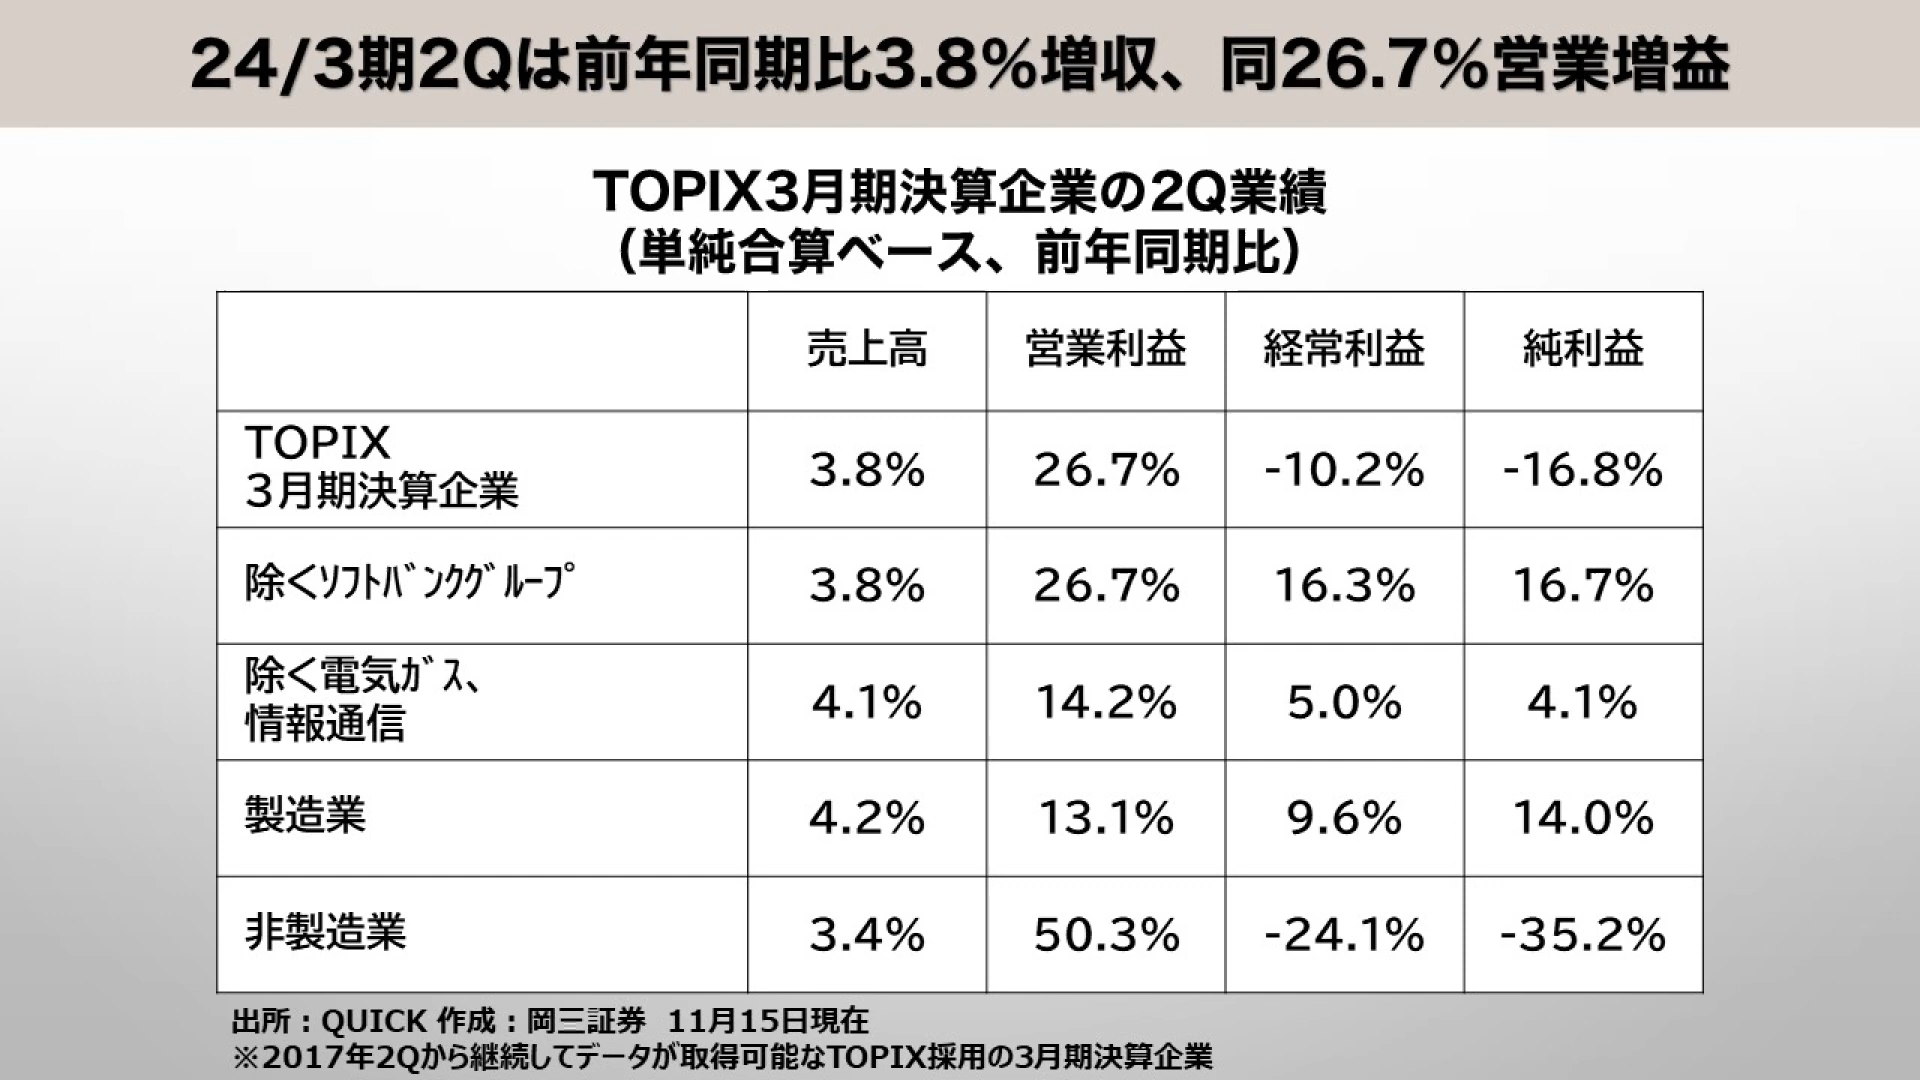 24/3期2Qは前年同期比3.8%増収、同26.7%営業増益
TOPIX3月期決算企業の2Q業績
（単純合算ベース、前年同期比）
売上高 営業利益 経常利益 純利益
TOPIX
3月期決算企業
3.8% 26.7% -10.2% -16.8%
除くｿﾌﾄﾊﾞﾝｸｸﾞﾙｰﾌﾟ 3.8% 26.7% 16.3% 16.7%
除く電気ｶﾞｽ、
情報通信
4.1% 14.2% 5.0% 4.1%
製造業 4.2% 13.1% 9.6% 14.0%
非製造業 3.4% 50.3% -24.1% -35.2%
出所：QUICK 作成：岡三証券 11月15日現在
※2017年2Qから継続してデータが取得可能なTOPIX採用の3月期決算企業